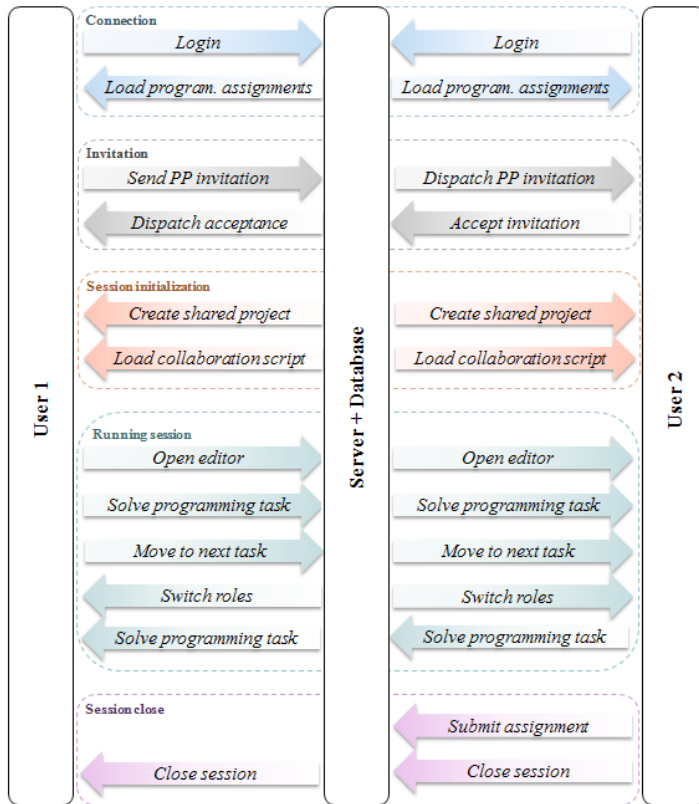 Connection
Login
Login
Load program. assignments
Load program. assignments
Invitation
Send PP invitation
Dispatch PP invitation
Dispatch acceptance
Accept invitation
Session initialization
Create shared project
Create shared project
Load collaboration script
Load collaboration script
User 1
Server + Database
User 2
Running session
Open editor
Open editor
Solve programming task
Solve programming task
Move to next task
Move to next task
Switch roles
Switch roles
Solve programming task
Solve programming task
Session close
Submit assignment
Close session
Close session